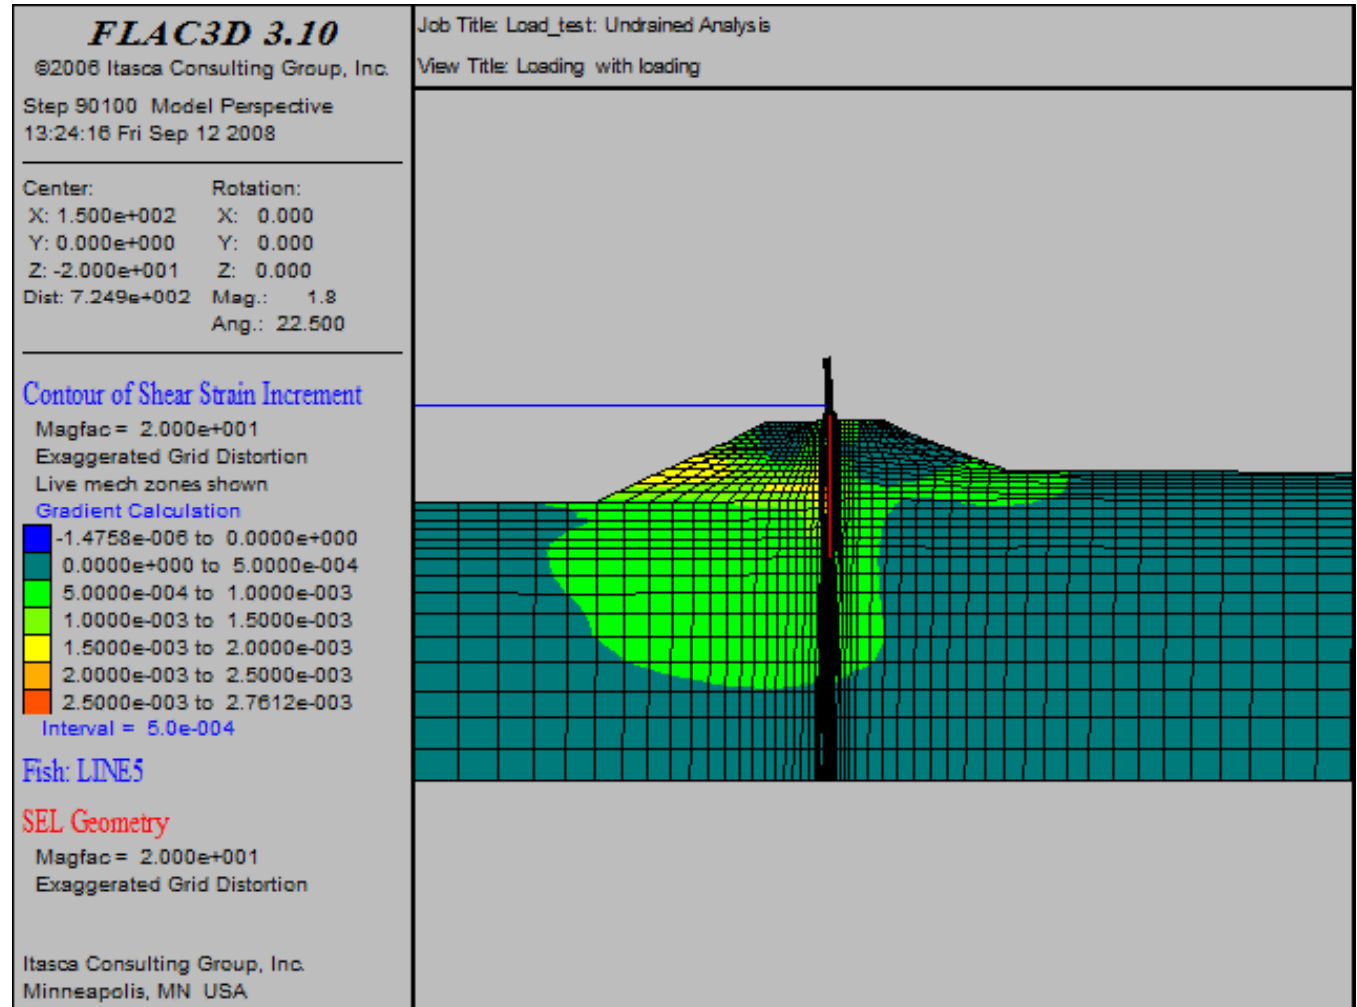 FLAC3D 3.10
©2006 Itasca Consulting Group, Inc.
Step 90100 Model Perspective
13:24:16 Fri Sep 12 2008
Center: Rotation:
X: 1.500e+002 X: 0.000
Y: 0.000e+000 Y: 0.000
Z: -2.000e+001 Z: 0.000
Dist: 7.249e+002 Mag.: 1.8
Ang.: 22.500
Contour of Shear Strain Increment
Magfac = 2.000e+001
Exaggerated Grid Distortion
Live mech zones shown
Gradient Calculation
-1.4758e-006 to 0.0000e+000
0.0000e+000 to 5.0000e-004
5.0000e-004 to 1.0000e-003
1.0000e-003 to 1.5000e-003
1.5000e-003 to 2.0000e-003
2.0000e-003 to 2.5000e-003
2.5000e-003 to 2.7612e-003
Interval = 5.0e-004
Fish: LINE5
SEL Geometry
Magfac = 2.000e+001
Exaggerated Grid Distortion
Itasca Consulting Group, Inc.
Minneapolis, MN USA
Job Title: Load_test: Undrained Analysis
View Title: Loading with loading